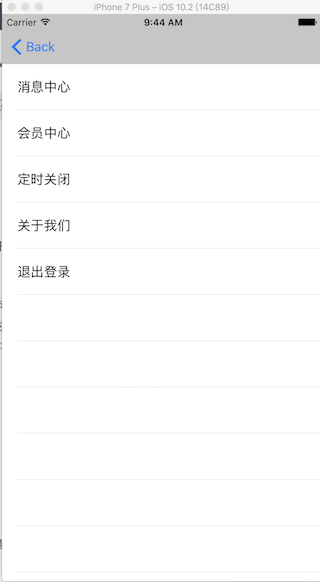 iPhone 7 Plus – iOS 10.2 (14C89)
Carrier 9:44 AM
Back
消息中心
会员中心
定时关闭
关于我们
退出登录